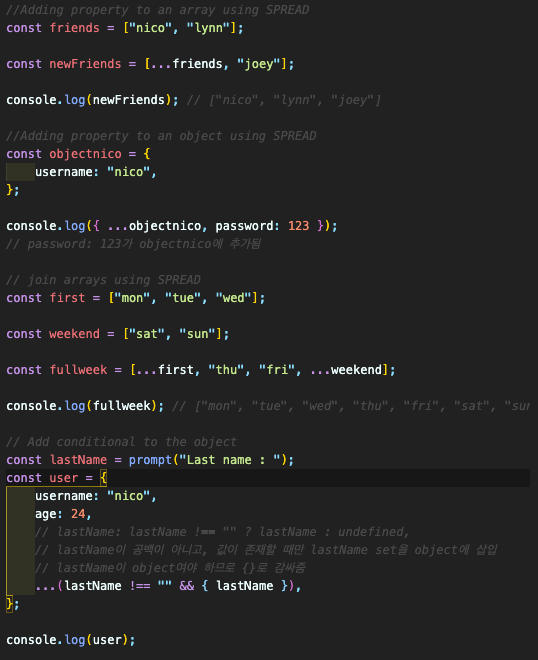 //Adding property to an array using SPREAD
const friends = ["nico", "lynn"];
const newFriends = [...friends, "joey"];
console.log(newFriends); // ["nico", "lynn", "joey"]
//Adding property to an object using SPREAD
const objectnico = {
username: "nico",
};
console.log({ ...objectnico, password: 123 });
// password: 123가 objectnico에 추가됨
// join arrays using SPREAD
const first = ["mon", "tue", "wed"];
const weekend = ["sat", "sun"];
const fullweek = [...first, "thu", "fri", ...weekend];
console.log(fullweek); // ["mon", "tue", "wed", "thu", "fri", "sat", "sun
// Add conditional to the object
const lastName = prompt("Last name : ");
const user = {
username: "nico",
age: 24,
// lastName: lastName !== "" ? lastName : undefined,
// lastName이 공백이 아니고, 값이 존재할 때만 lastName set을 object에 삽입
// lastName이 object여야 하므로 {}로 감싸줌
...(lastName !== "" && { lastName }),
};
console.log(user);